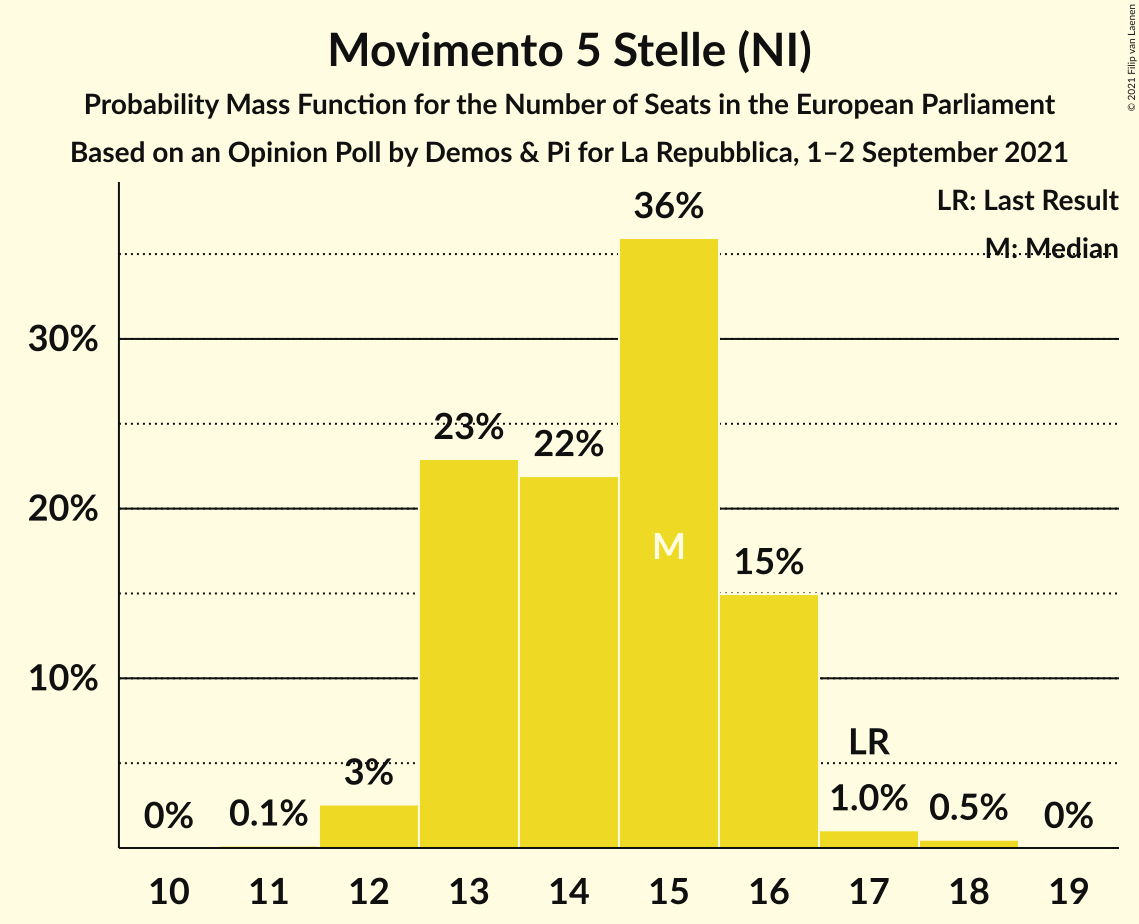 Movimento 5 Stelle (NI)
Probability Mass Function for the Number of Seats in the European Parliament
Based on an Opinion Poll by Demos & Pi for La Repubblica, 1–2 September 2021
© 2021 Filip van Laenen
LR: Last Result
M: Median
36%
30%
23%
22%
20%
M
15%
10%
LR
3%
1.0%
0.5%
0.1%
0%
0%
10 11 12 13 14 15 16 17 18 19